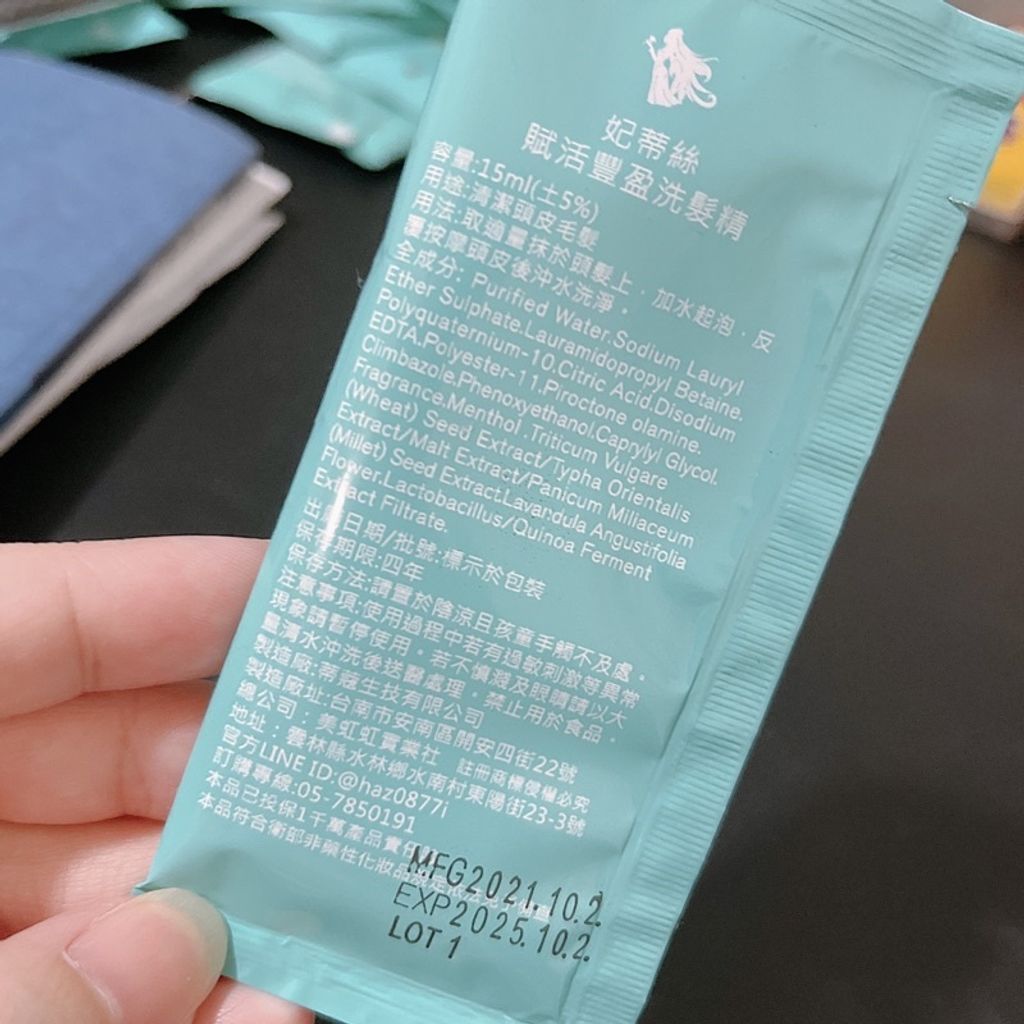 妃蒂絲
賦活豐盈洗髮精
容量:15ml(±5%)
用途:清潔頭皮毛髮
用法:取適量抹於頭髮上，加水起泡，反
覆按摩頭皮後沖水洗淨。
全成分: Purified Water.Sodium Lauryl
Ether Sulphate.Lauramidopropyl Betaine.
Polyquaternium-10.Citric Acid.Disodium
EDTA.Polyester-11.Piroctone olamine.
Climbazole.Phenoxyethanol.Caprylyl Glycol.
Fragrance.Menthol .Triticum Vulgare
(Wheat) Seed Extract/Typha Orientalis
Extract/Malt Extract/Panicum Miliaceum
(Millet) Seed Extract.Lavandula Angustifolia
Flower.Lactobacillus/Quinoa Ferment
Extract Filtrate.
出廠日期/批號:標示於包裝
保存期限:四年
保存方法:請置於陰涼且孩童手觸不及處。
注意事項:使用過程中若有過敏刺激等異常
現象請暫停使用。若不慎濺及眼睛請以大
量清水沖洗後送醫處理。禁止用於食品。
製造廠:蒂蔻生技有限公司
製造廠址:台南市安南區開安四街22號
總公司：美虹虹實業社 註冊商標侵權必究
地址：雲林縣水林鄉水南村東陽街23-3號
官方LINE ID:@naz0877i
訂購專線:05-7850191
本品已投保1千萬產品責任
本品符合衛部非藥性化妝品
MFG2021.10.2.
EXP2025.10.2.
LOT 1